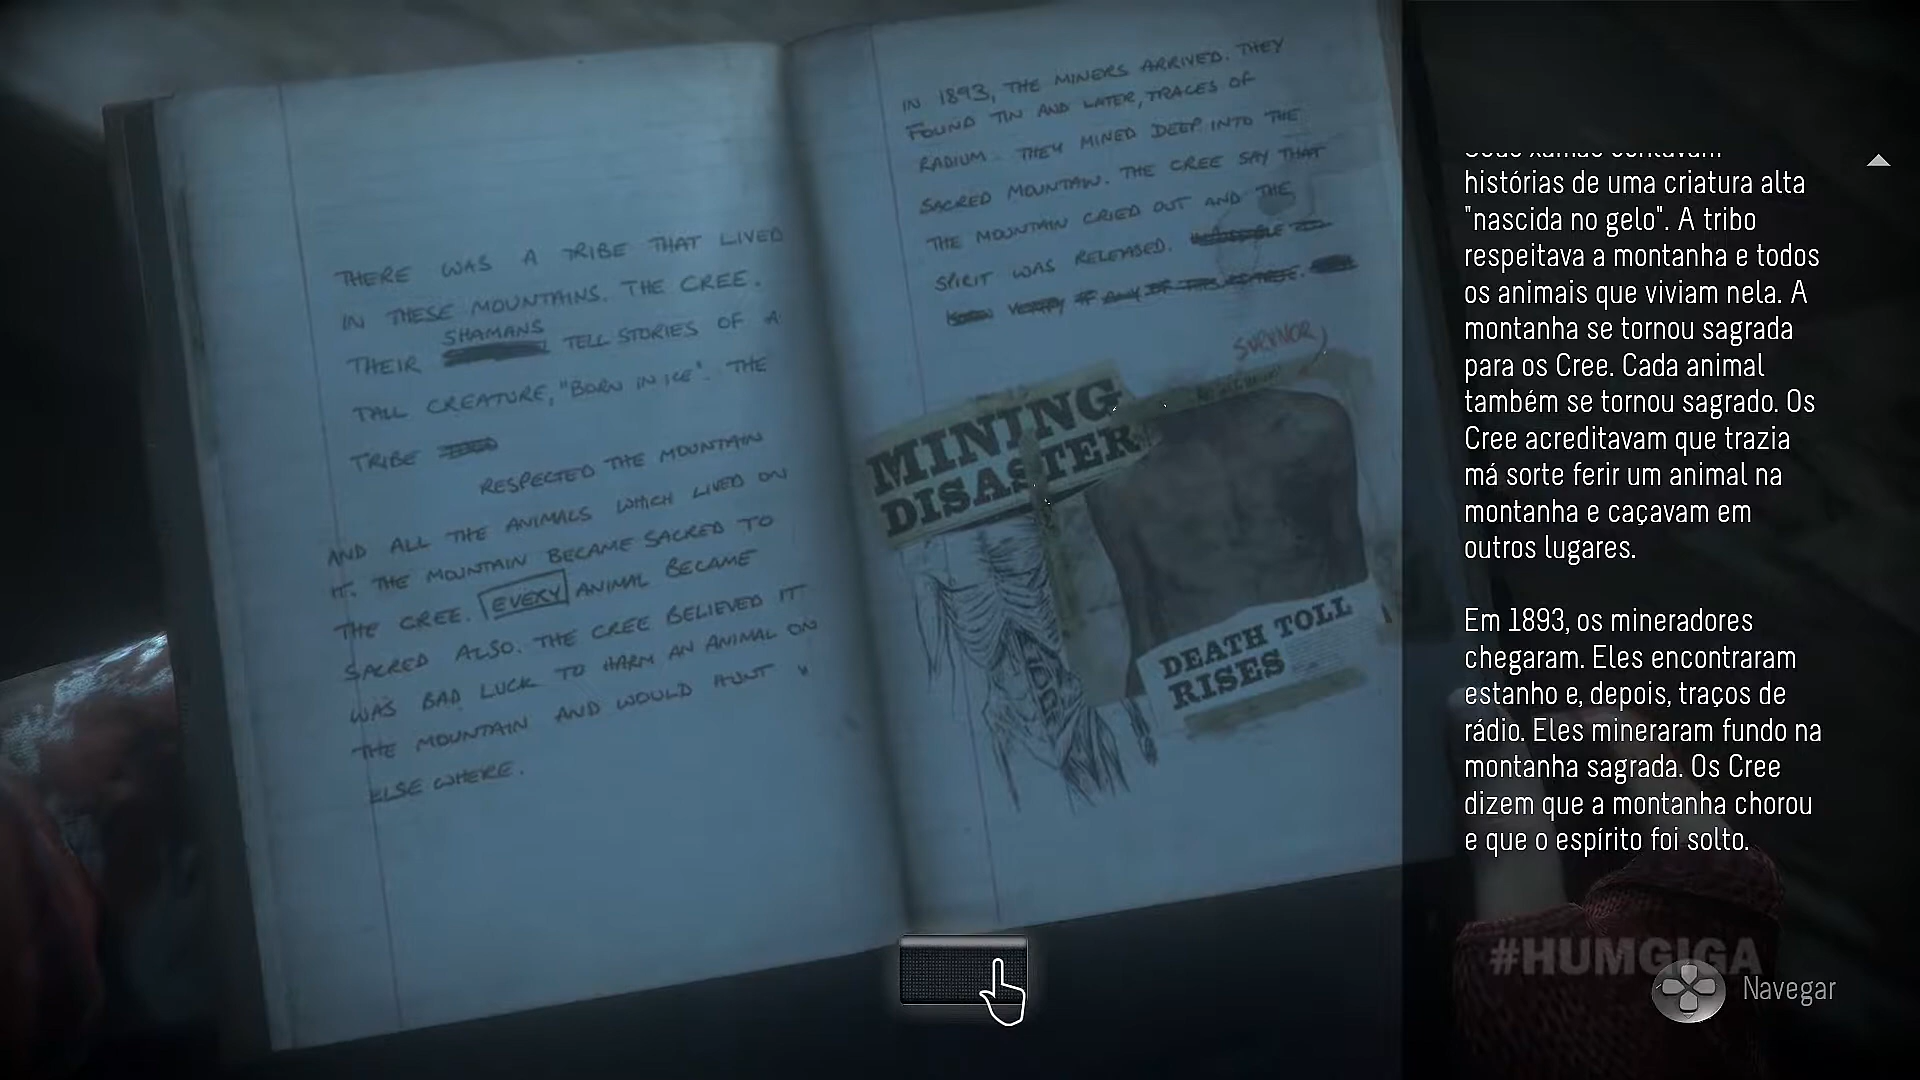 THERE WAS A TRIBE THAT LIVED
IN THESE MOUNTAINS. THE CREE.
SHAMANS
THEIR TELL STORIES OF A
TALL CREATURE, "BORN IN ICE". THE
TRIBE
RESPECTED THE MOUNTAIN
AND ALL THE ANIMALS WHICH LIVED ON
IT. THE MOUNTAIN BECAME SACRED TO
THE CREE. EVERY ANIMAL BECAME
SACRED ALSO. THE CREE BELIEVED IT
WAS BAD LUCK TO HARM AN ANIMAL ON
THE MOUNTAIN AND WOULD HUNT
ELSE WHERE.
IN 1893, THE MINERS ARRIVED. THEY
FOUND TIN AND LATER, TRACES OF
RADIUM. THEY MINED DEEP INTO THE
SACRED MOUNTAIN. THE CREE SAY THAT
THE MOUNTAIN CRIED OUT AND THE
SPIRIT WAS RELEASED.
SURVIVOR
MINING
DISASTER
DEATH TOLL
RISES
histórias de uma criatura alta
"nascida no gelo". A tribo
respeitava a montanha e todos
os animais que viviam nela. A
montanha se tornou sagrada
para os Cree. Cada animal
também se tornou sagrado. Os
Cree acreditavam que trazia
má sorte ferir um animal na
montanha e caçavam em
outros lugares.
Em 1893, os mineradores
chegaram. Eles encontraram
estanho e, depois, traços de
rádio. Eles mineraram fundo na
montanha sagrada. Os Cree
dizem que a montanha chorou
e que o espírito foi solto.
#HUMGIGA
Navegar